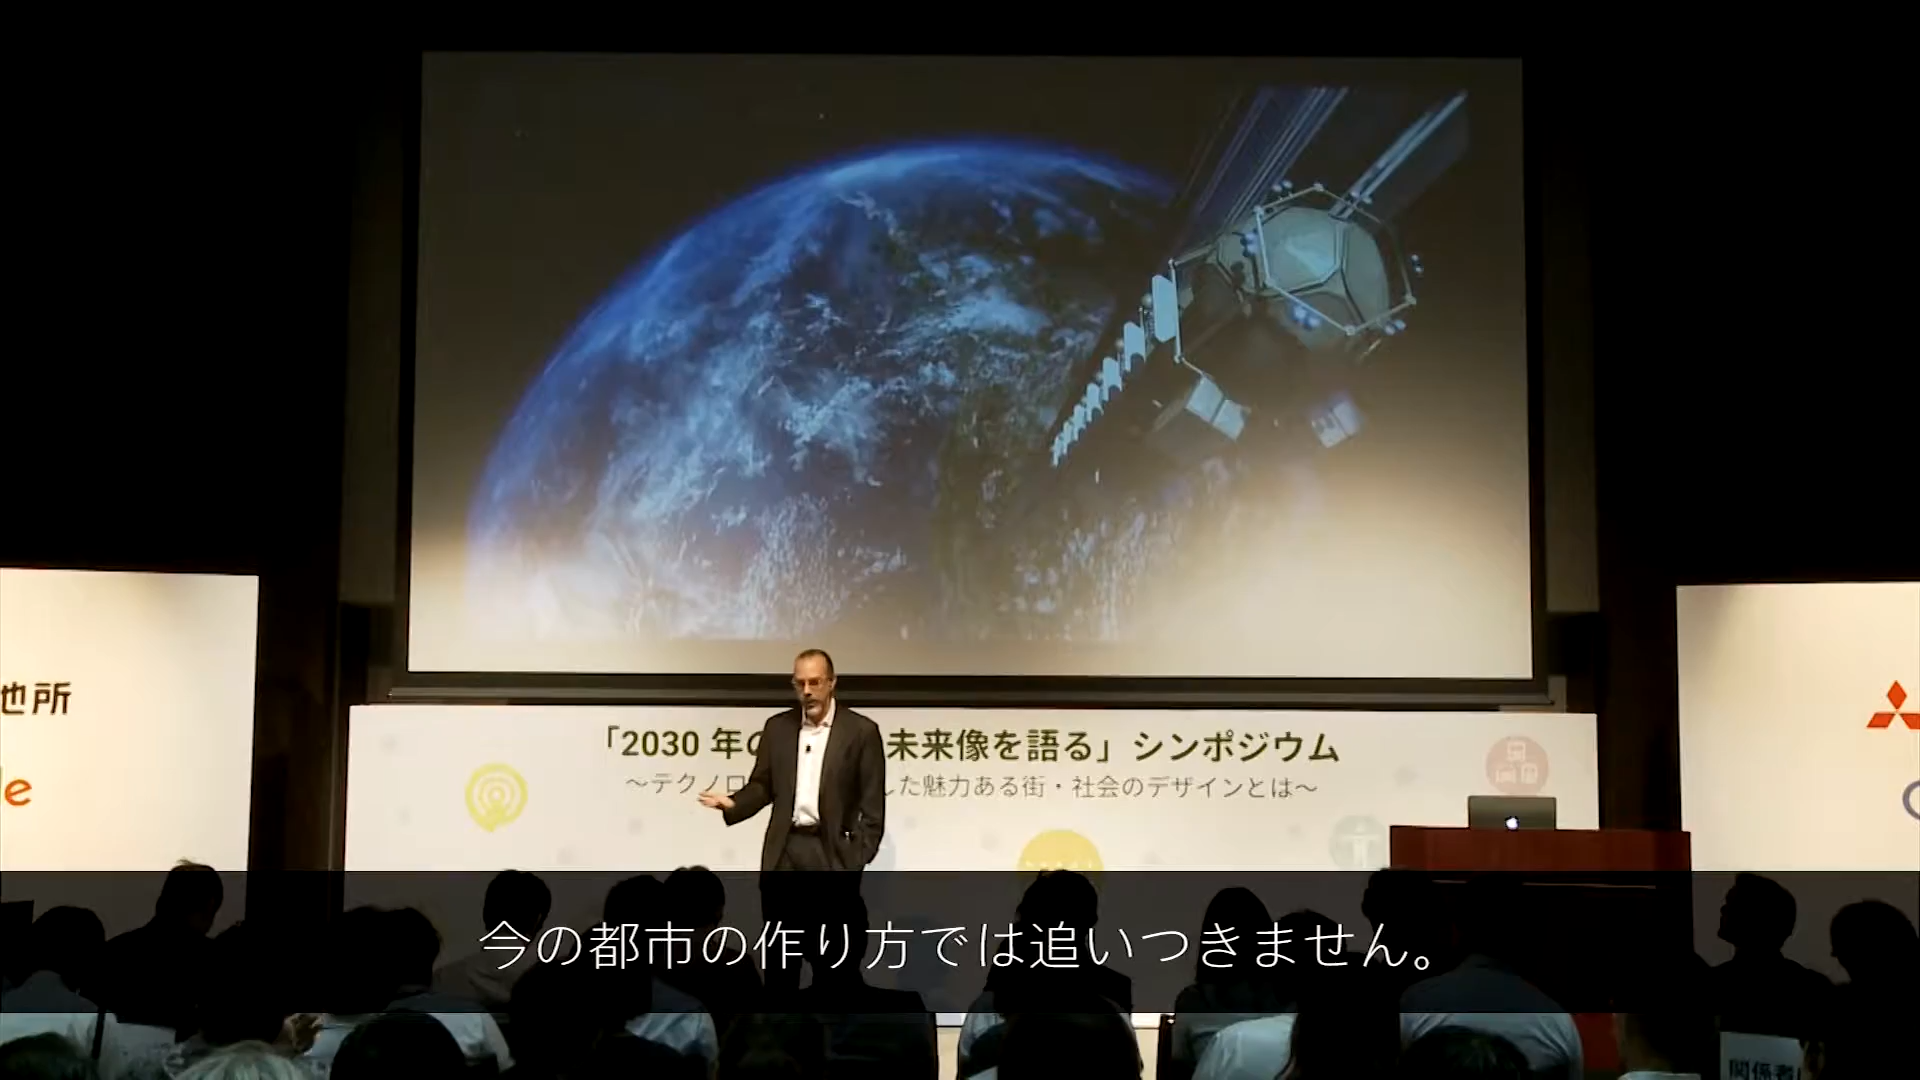 地所
le
「2030 年の 未来像を語る」シンポジウム
〜テクノロ した魅力ある街・社会のデザインとは〜
今の都市の作り方では追いつきません。
関係者